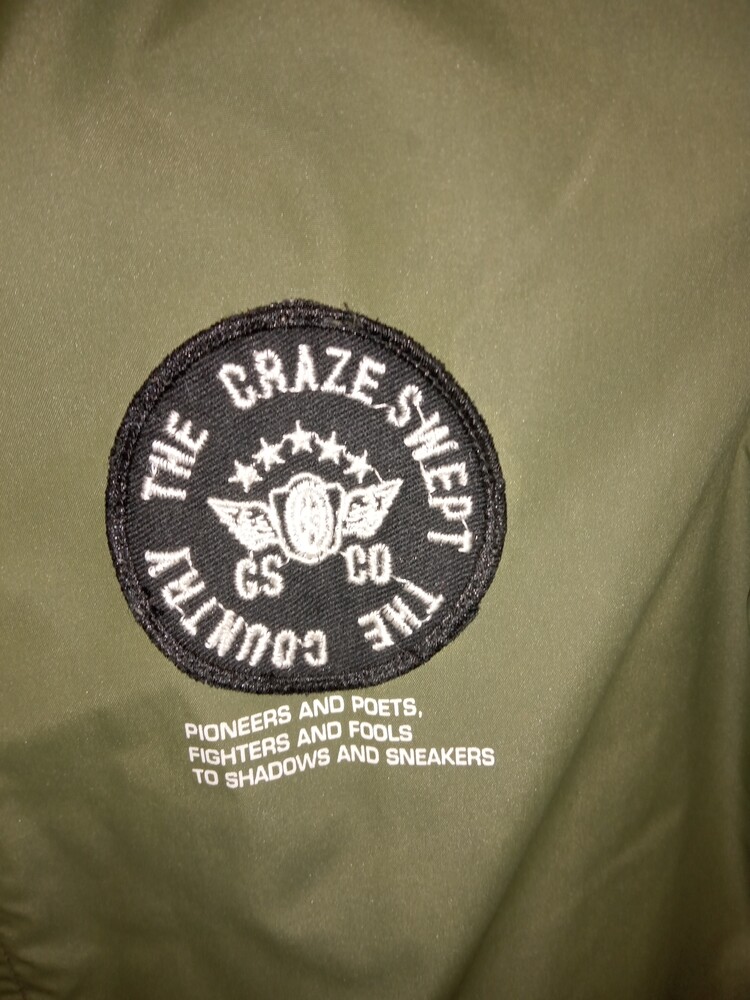 THE CRAZE SWEPT THE COUNTRY
GS CO
PIONEERS AND POETS,
FIGHTERS AND FOOLS
TO SHADOWS AND SNEAKERS